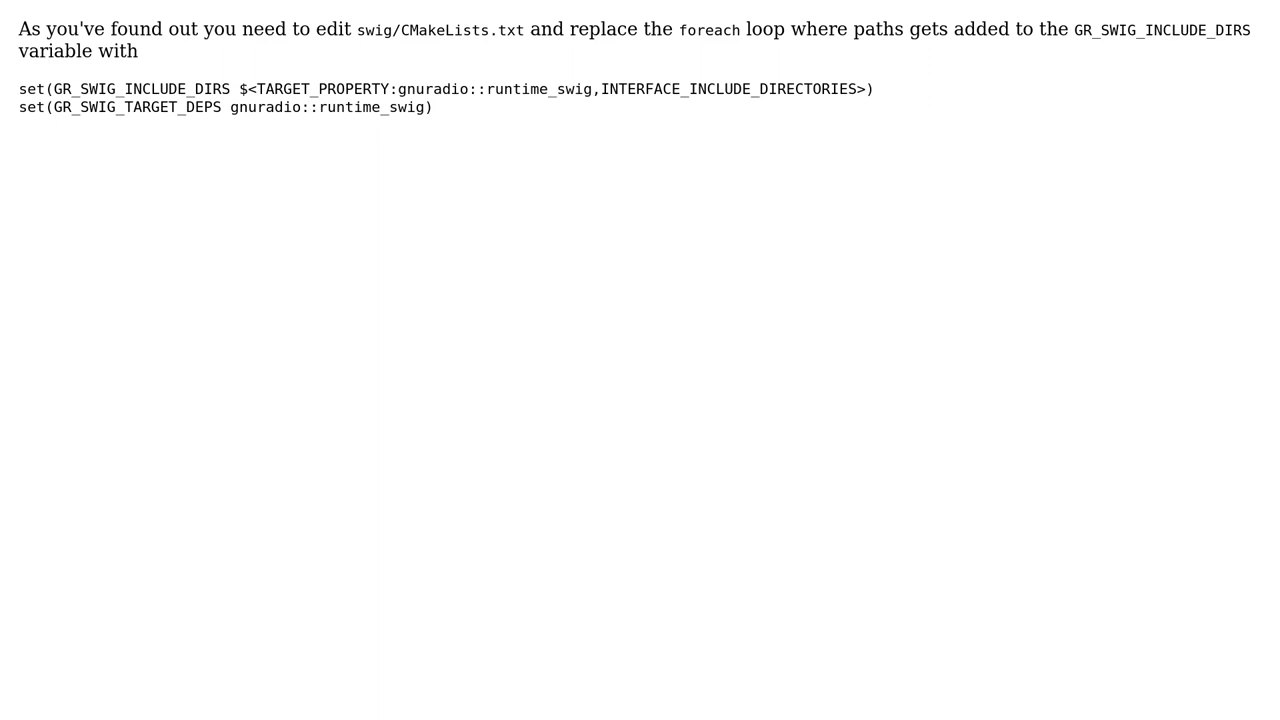 As you've found out you need to edit swig/CMakeLists.txt and replace the foreach loop where paths gets added to the GR_SWIG_INCLUDE_DIRS
variable with
set(GR_SWIG_INCLUDE_DIRS $<TARGET_PROPERTY:gnuradio::runtime_swig,INTERFACE_INCLUDE_DIRECTORIES>)
set(GR_SWIG_TARGET_DEPS gnuradio::runtime_swig)